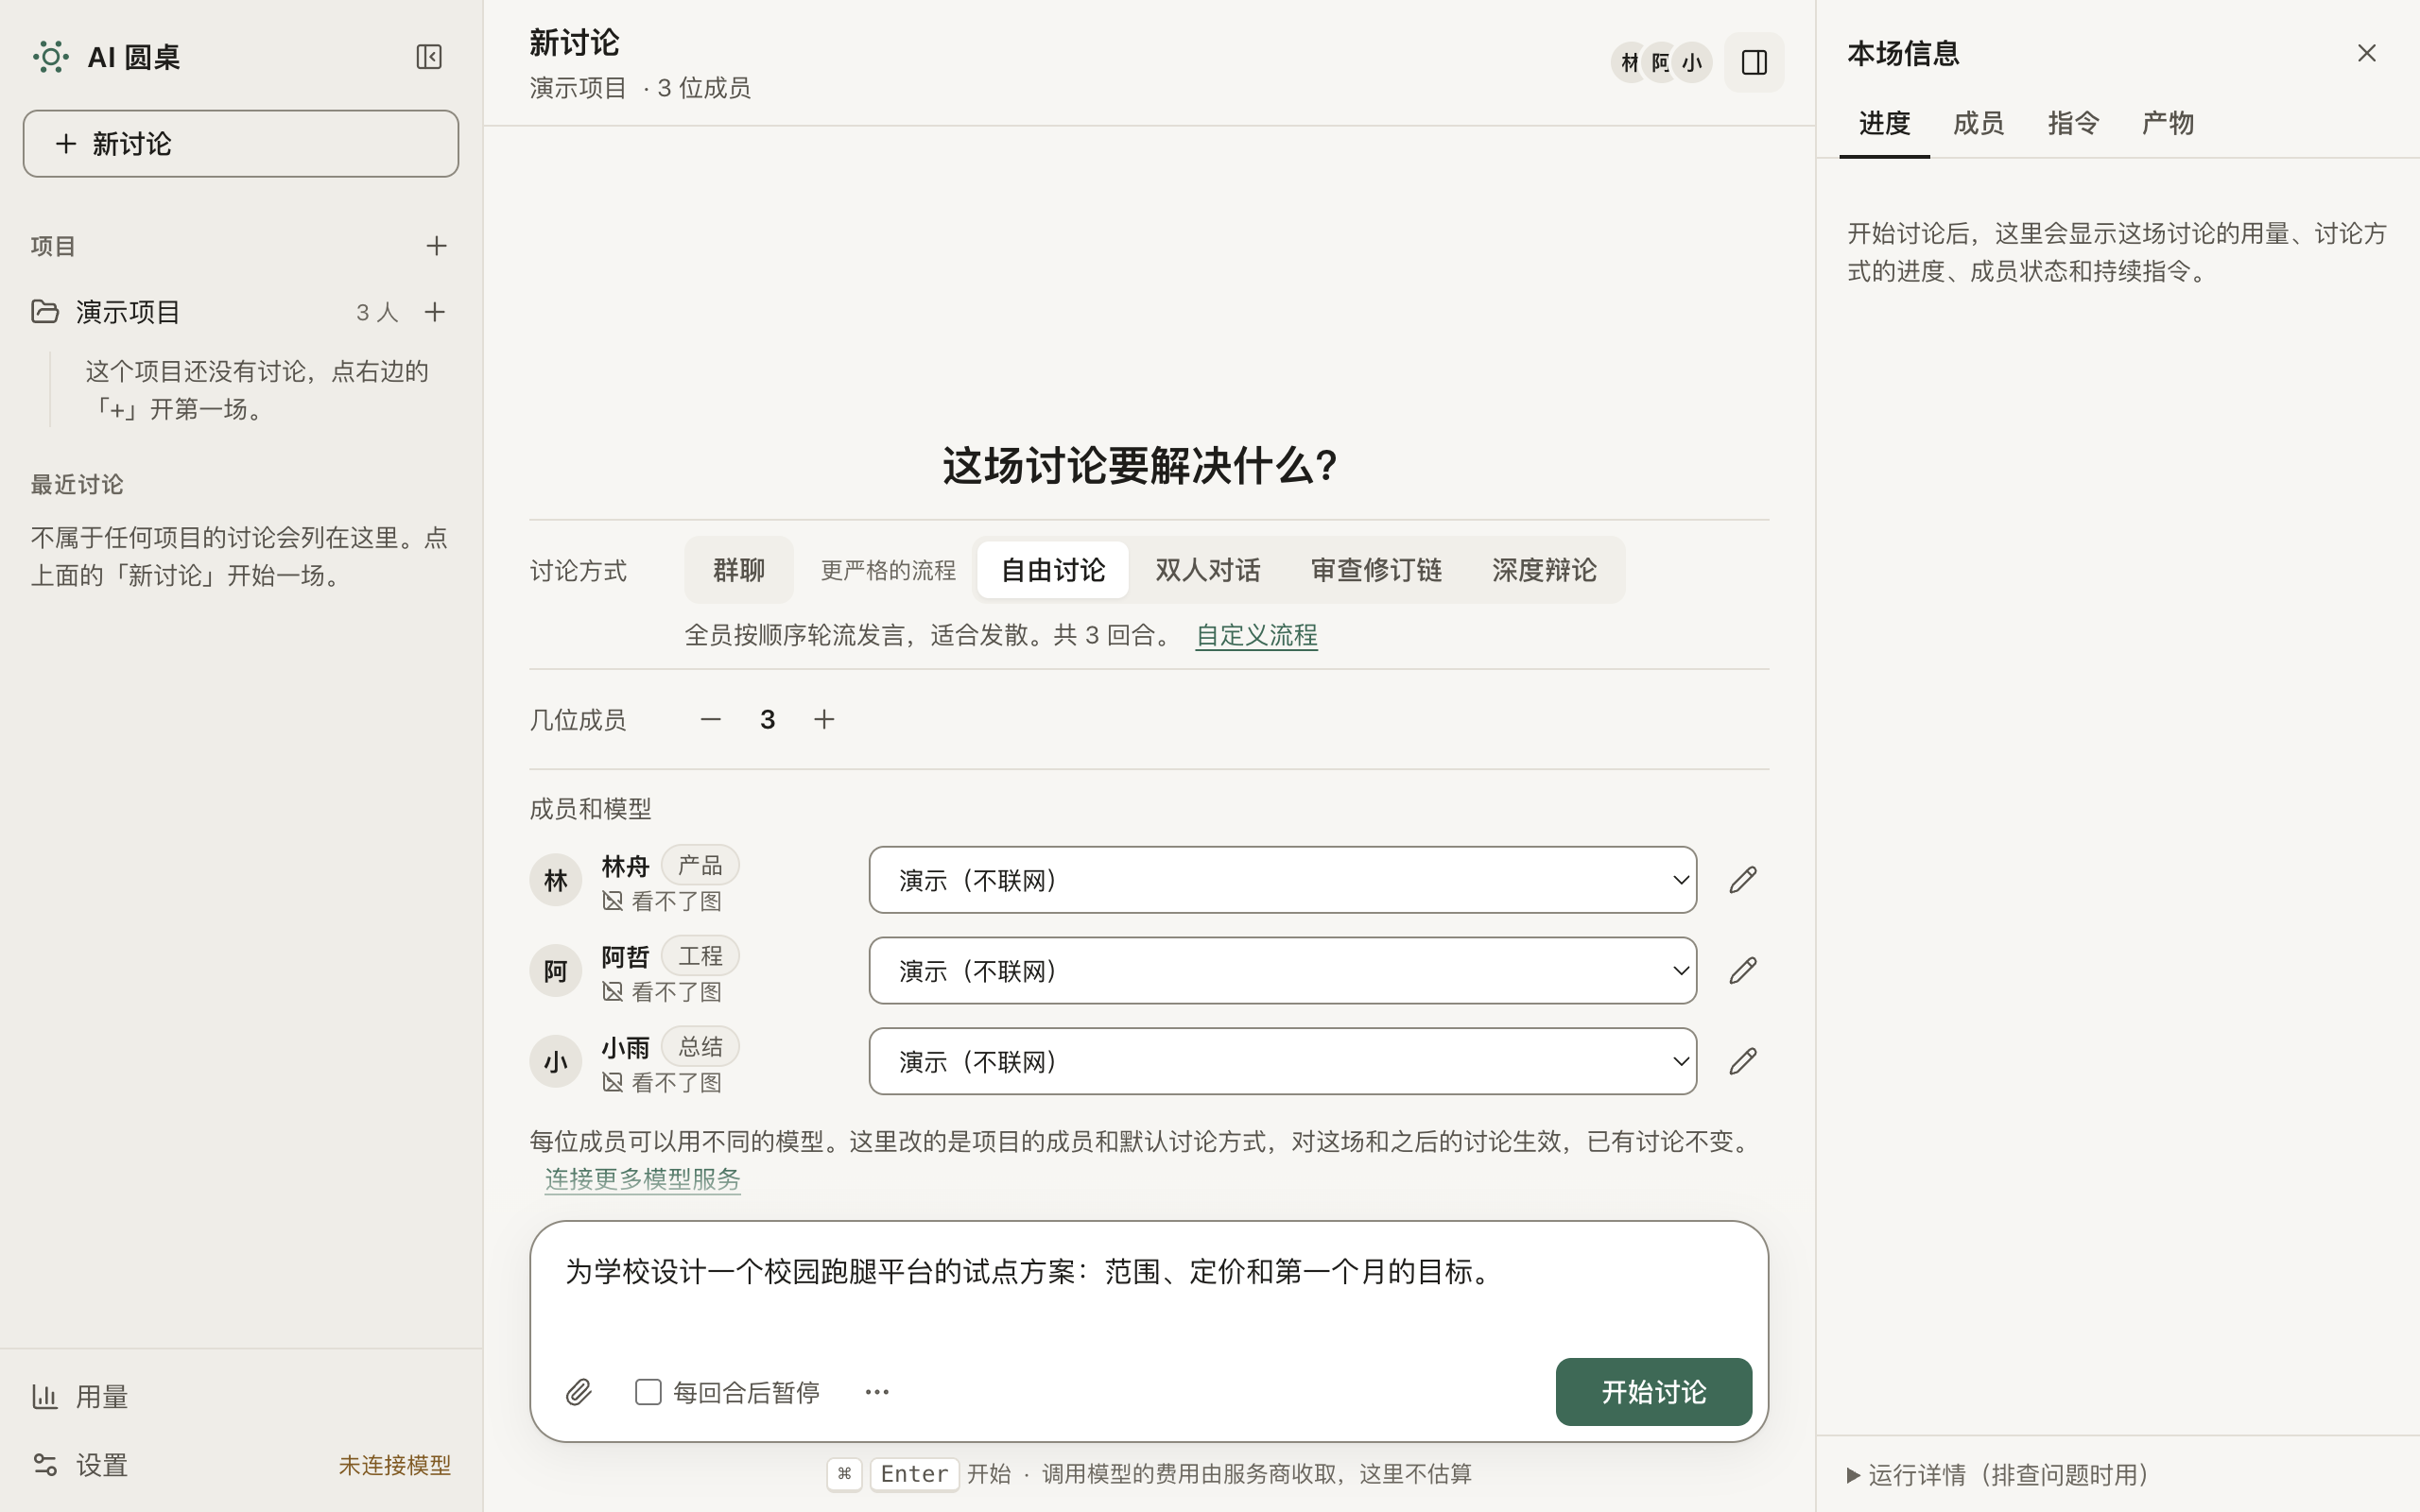 AI 圆桌
新讨论
项目
演示项目
3 人
这个项目还没有讨论，点右边的
「+」开第一场。
最近讨论
不属于任何项目的讨论会列在这里。点
上面的「新讨论」开始一场。
用量
设置
未连接模型
新讨论
演示项目 · 3 位成员
林 阿 小
这场讨论要解决什么?
讨论方式 群聊 更严格的流程 自由讨论 双人对话 审查修订链 深度辩论
全员按顺序轮流发言，适合发散。共 3 回合。 自定义流程
几位成员 3
成员和模型
林 林舟 产品
看不了图
演示（不联网）
阿 阿哲 工程
看不了图
演示（不联网）
小 小雨 总结
看不了图
演示（不联网）
每位成员可以用不同的模型。这里改的是项目的成员和默认讨论方式，对这场和之后的讨论生效，已有讨论不变。
连接更多模型服务
为学校设计一个校园跑腿平台的试点方案：范围、定价和第一个月的目标。
每回合后暂停
开始讨论
⌘ Enter 开始 · 调用模型的费用由服务商收取，这里不估算
本场信息
进度 成员 指令 产物
开始讨论后，这里会显示这场讨论的用量、讨论方
式的进度、成员状态和持续指令。
运行详情（排查问题时用）